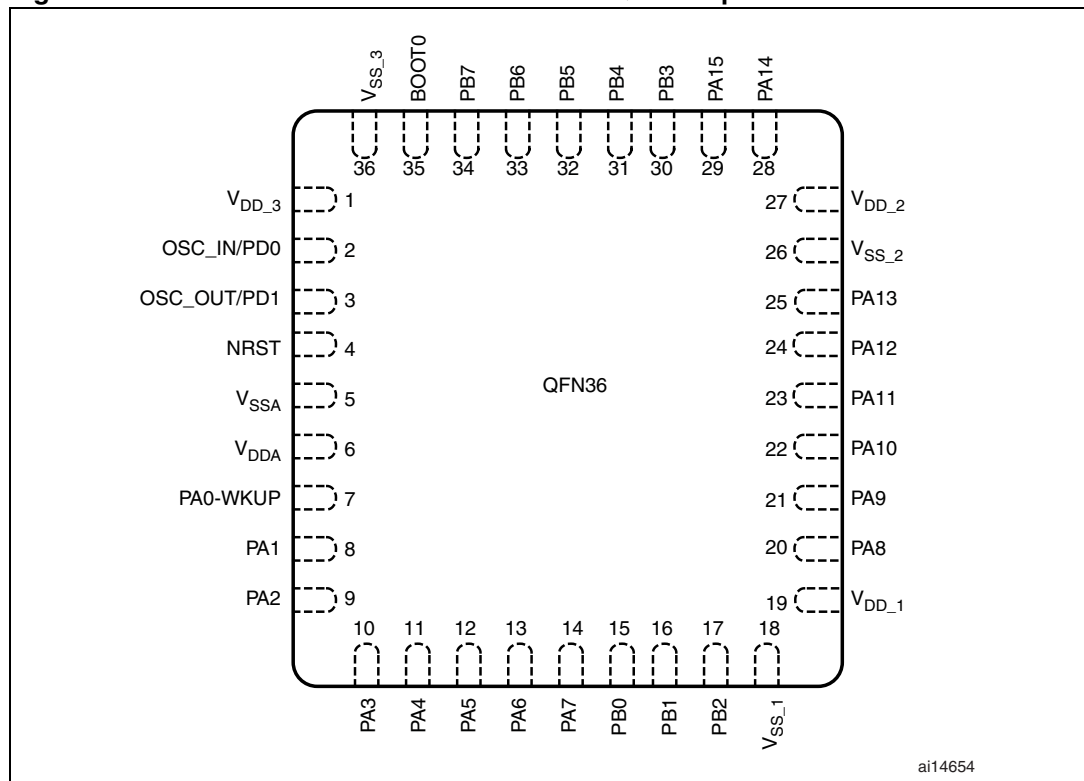 V_SS_3 BOOT0 PB7 PB6 PB5 PB4 PB3 PA15 PA14
36 35 34 33 32 31 30 29 28
V_DD_3 1 27 V_DD_2
OSC_IN/PD0 2 26 V_SS_2
OSC_OUT/PD1 3 25 PA13
NRST 4 24 PA12
QFN36
V_SSA 5 23 PA11
V_DDA 6 22 PA10
PA0-WKUP 7 21 PA9
PA1 8 20 PA8
PA2 9 19 V_DD_1
10 11 12 13 14 15 16 17 18
PA3 PA4 PA5 PA6 PA7 PB0 PB1 PB2 V_SS_1
ai14654